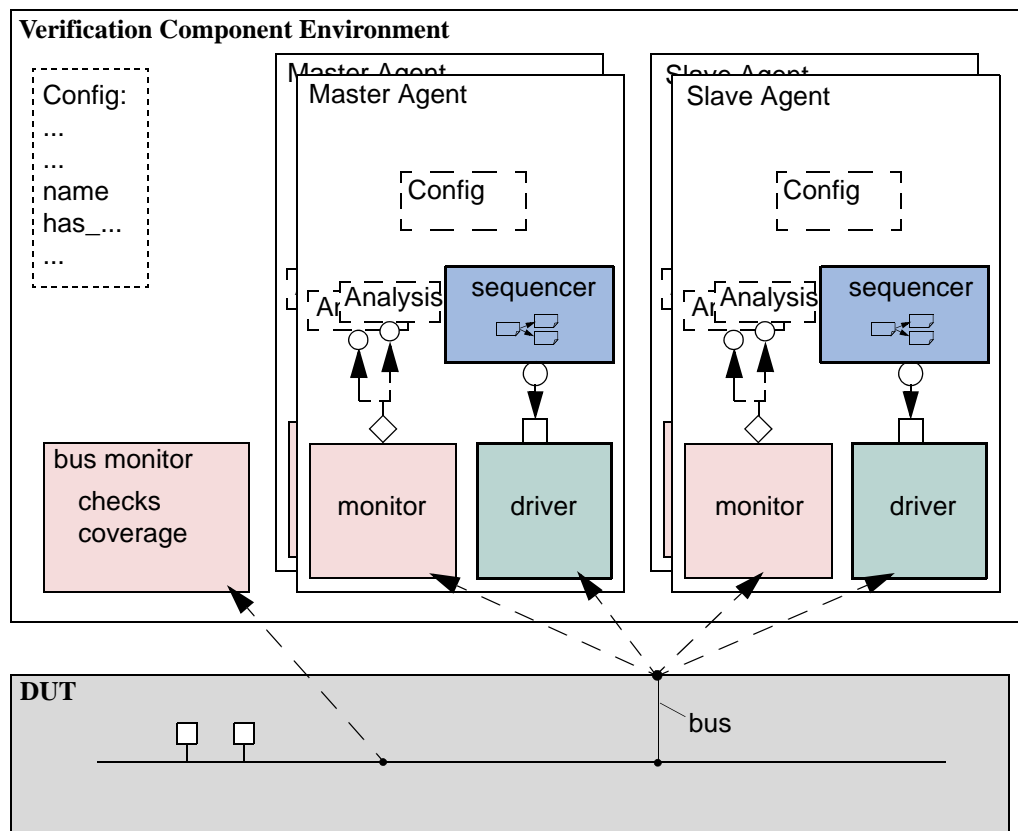 Verification Component Environment
Config:
...
...
name
has_...
...
Master Agent
Master Agent
Config
Analysis
sequencer
monitor
driver
Slave Agent
Slave Agent
Config
Analysis
sequencer
monitor
driver
bus monitor
checks
coverage
DUT
bus